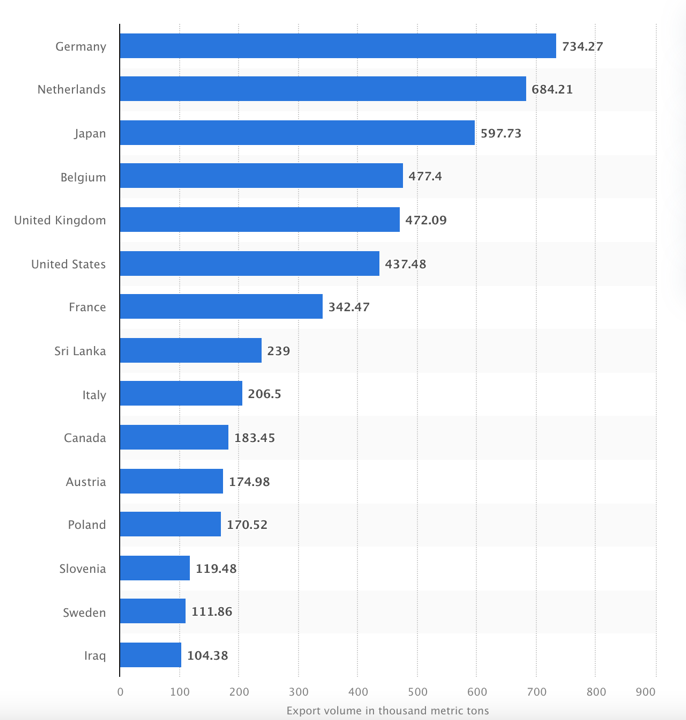 Germany 734.27
Netherlands 684.21
Japan 597.73
Belgium 477.4
United Kingdom 472.09
United States 437.48
France 342.47
Sri Lanka 239
Italy 206.5
Canada 183.45
Austria 174.98
Poland 170.52
Slovenia 119.48
Sweden 111.86
Iraq 104.38
0 100 200 300 400 500 600 700 800 900
Export volume in thousand metric tons